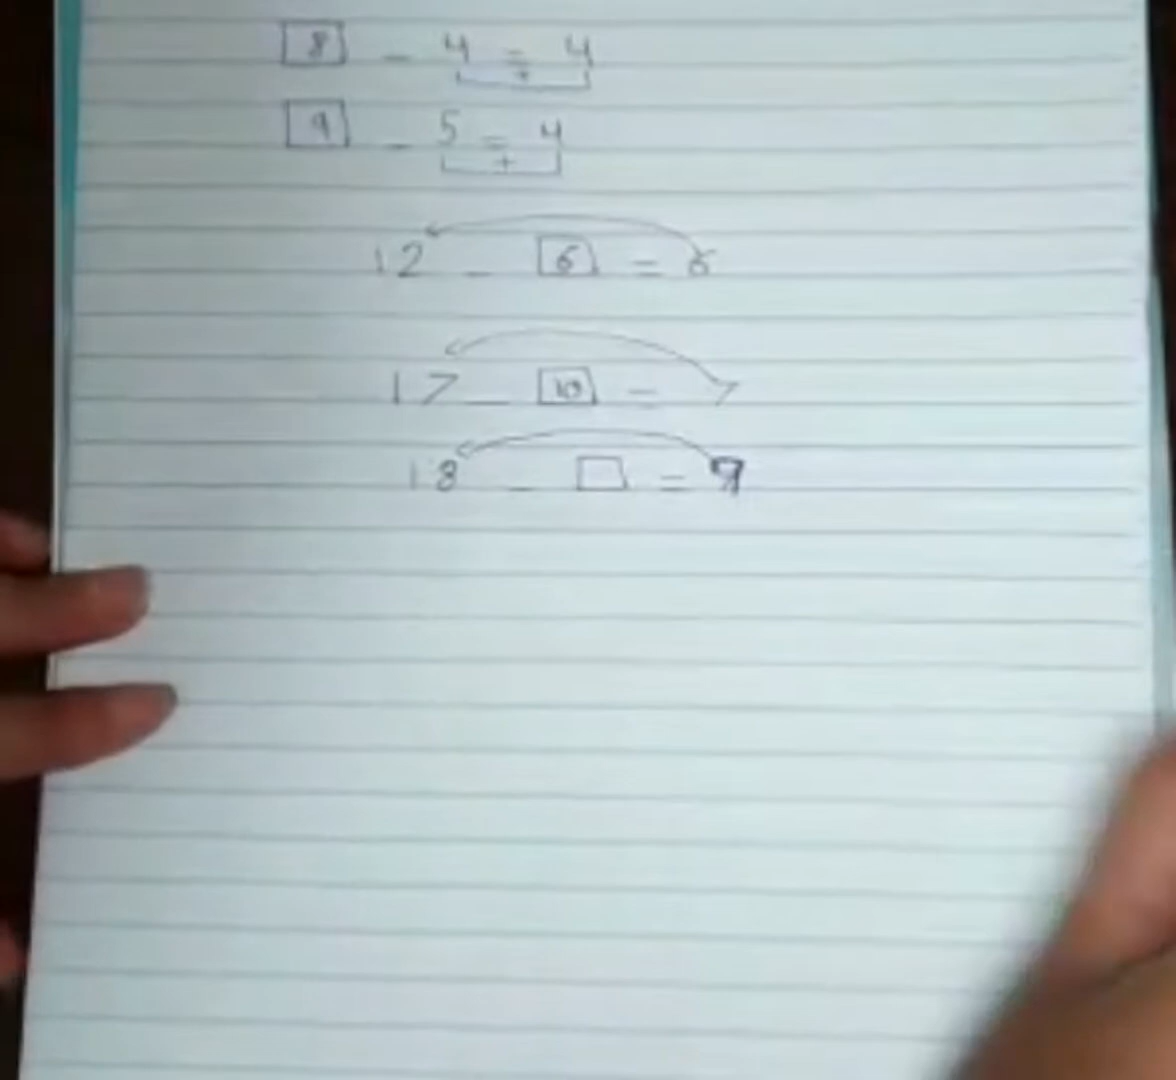 8 - 4 = 4
+
9 - 5 = 4
+
12 - 6 = 6
17 - 10 = 7
18 - □ = 9